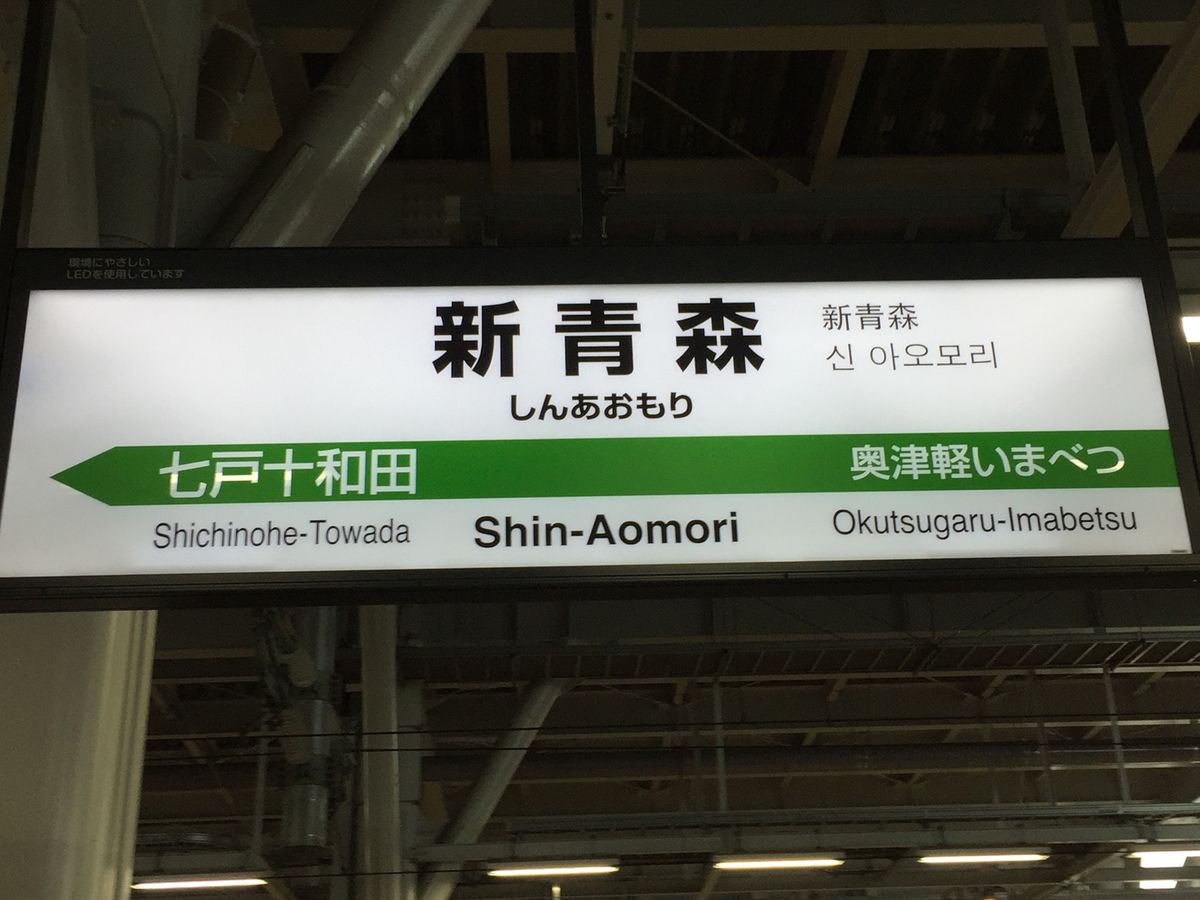 環境にやさしい
LEDを使用しています
新青森
新青森
신 아오모리
しんあおもり
七戸十和田
奥津軽いまべつ
Shichinohe-Towada
Shin-Aomori
Okutsugaru-Imabetsu